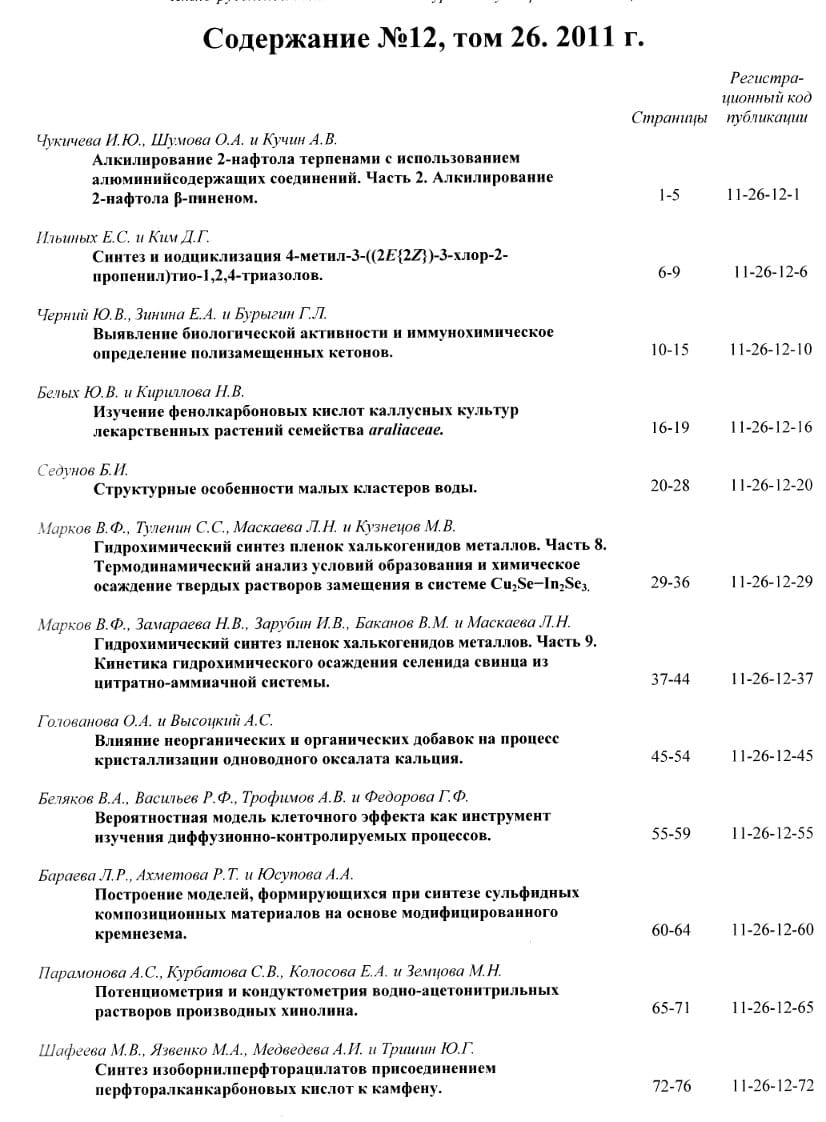 Содержание №12, том 26. 2011 г.
Страницы
Регистра-
ционный код
публикации
Чукичева И.Ю., Шумова О.А. и Кучин А.В.
Алкилирование 2-нафтола терпенами с использованием
алюминийсодержащих соединений. Часть 2. Алкилирование
2-нафтола β-пиненом. 1-5 11-26-12-1
Ильиных Е.С. и Ким Д.Г.
Синтез и иодциклизация 4-метил-3-((2E{2Z})-3-хлор-2-
пропенил)тио-1,2,4-триазолов. 6-9 11-26-12-6
Черний Ю.В., Зинина Е.А. и Бурыгин Г.Л.
Выявление биологической активности и иммунохимическое
определение полизамещенных кетонов. 10-15 11-26-12-10
Белых Ю.В. и Кириллова Н.В.
Изучение фенолкарбоновых кислот каллусных культур
лекарственных растений семейства araliaceae. 16-19 11-26-12-16
Седунов Б.И.
Структурные особенности малых кластеров воды. 20-28 11-26-12-20
Марков В.Ф., Туленин С.С., Маскаева Л.Н. и Кузнецов М.В.
Гидрохимический синтез пленок халькогенидов металлов. Часть 8.
Термодинамический анализ условий образования и химическое
осаждение твердых растворов замещения в системе Cu₂Se−In₂Se₃. 29-36 11-26-12-29
Марков В.Ф., Замараева Н.В., Зарубин И.В., Баканов В.М. и Маскаева Л.Н.
Гидрохимический синтез пленок халькогенидов металлов. Часть 9.
Кинетика гидрохимического осаждения селенида свинца из
цитратно-аммиачной системы. 37-44 11-26-12-37
Голованова О.А. и Высоцкий А.С.
Влияние неорганических и органических добавок на процесс
кристаллизации одноводного оксалата кальция. 45-54 11-26-12-45
Беляков В.А., Васильев Р.Ф., Трофимов А.В. и Федорова Г.Ф.
Вероятностная модель клеточного эффекта как инструмент
изучения диффузионно-контролируемых процессов. 55-59 11-26-12-55
Бараева Л.Р., Ахметова Р.Т. и Юсупова А.А.
Построение моделей, формирующихся при синтезе сульфидных
композиционных материалов на основе модифицированного
кремнезема. 60-64 11-26-12-60
Парамонова А.С., Курбатова С.В., Колосова Е.А. и Земцова М.Н.
Потенциометрия и кондуктометрия водно-ацетонитрильных
растворов производных хинолина. 65-71 11-26-12-65
Шафеева М.В., Язвенко М.А., Медведева А.И. и Тришин Ю.Г.
Синтез изоборнилперфторацилатов присоединением
перфторалканкарбоновых кислот к камфену. 72-76 11-26-12-72